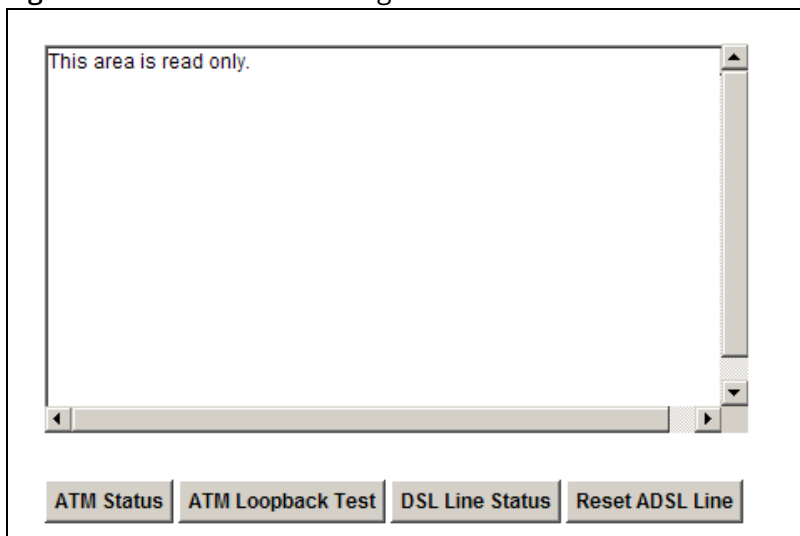 This area is read only.
ATM Status ATM Loopback Test DSL Line Status Reset ADSL Line